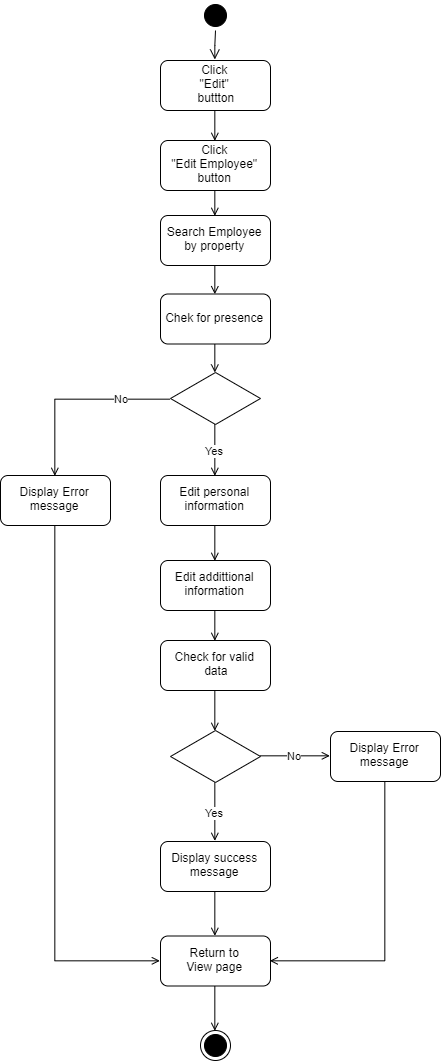 Click
"Edit"
buttton
Click
"Edit Employee"
button
Search Employee
by property
Chek for presence
No
Yes
Display Error
message
Edit personal
information
Edit addittional
information
Check for valid
data
No
Display Error
message
Yes
Display success
message
Return to
View page